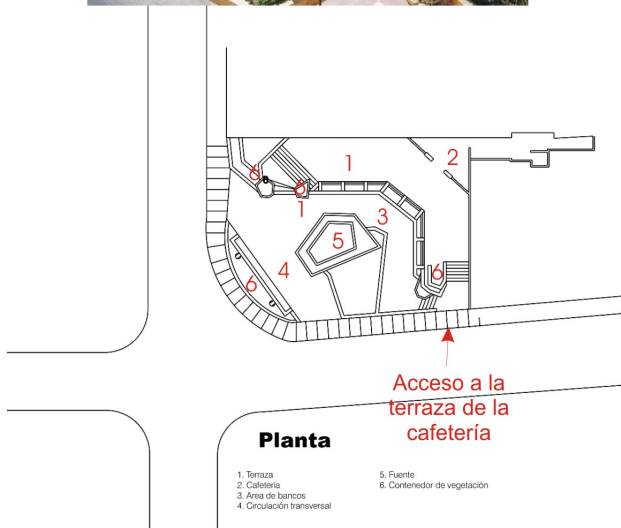 6
6
1
2
1
3
5
4
6
6
Acceso a la
terraza de la
cafetería
Planta
1. Terraza
2. Cafetería
3. Area de bancos
4. Circulación transversal
5. Fuente
6. Contenedor de vegetación